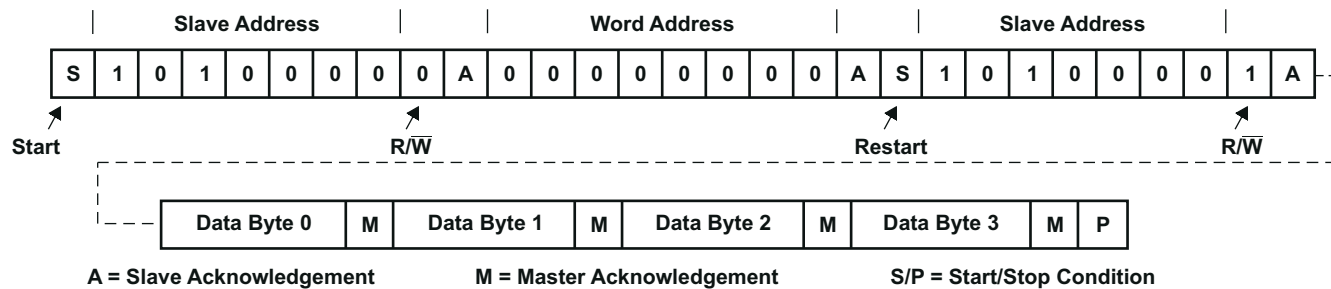 Slave Address Word Address Slave Address
S 1 0 1 0 0 0 0 0 A 0 0 0 0 0 0 0 0 A S 1 0 1 0 0 0 0 1 A
Start R/W̅ Restart R/W̅
Data Byte 0 M Data Byte 1 M Data Byte 2 M Data Byte 3 M P
A = Slave Acknowledgement M = Master Acknowledgement S/P = Start/Stop Condition